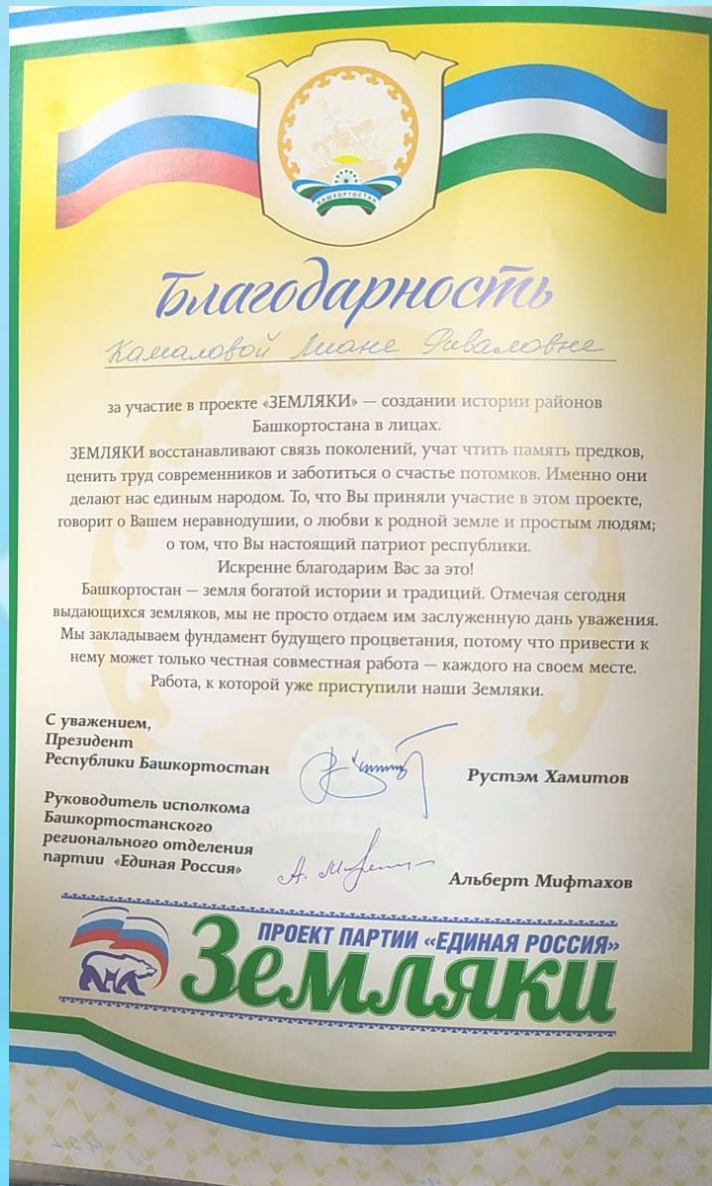 БАШКОРТОСТАН
Благодарность
Камаловой Лиане Риваловне
за участие в проекте «ЗЕМЛЯКИ» — создании истории районов
Башкортостана в лицах.
ЗЕМЛЯКИ восстанавливают связь поколений, учат чтить память предков,
ценить труд современников и заботиться о счастье потомков. Именно они
делают нас единым народом. То, что Вы приняли участие в этом проекте,
говорит о Вашем неравнодушии, о любви к родной земле и простым людям;
о том, что Вы настоящий патриот республики.
Искренне благодарим Вас за это!
Башкортостан — земля богатой истории и традиций. Отмечая сегодня
выдающихся земляков, мы не просто отдаем им заслуженную дань уважения.
Мы закладываем фундамент будущего процветания, потому что привести к
нему может только честная совместная работа — каждого на своем месте.
Работа, к которой уже приступили наши Земляки.
С уважением,
Президент
Республики Башкортостан
Рустэм Хамитов
Руководитель исполкома
Башкортостанского
регионального отделения
партии «Единая Россия»
Альберт Мифтахов
ПРОЕКТ ПАРТИИ «ЕДИНАЯ РОССИЯ»
Земляки